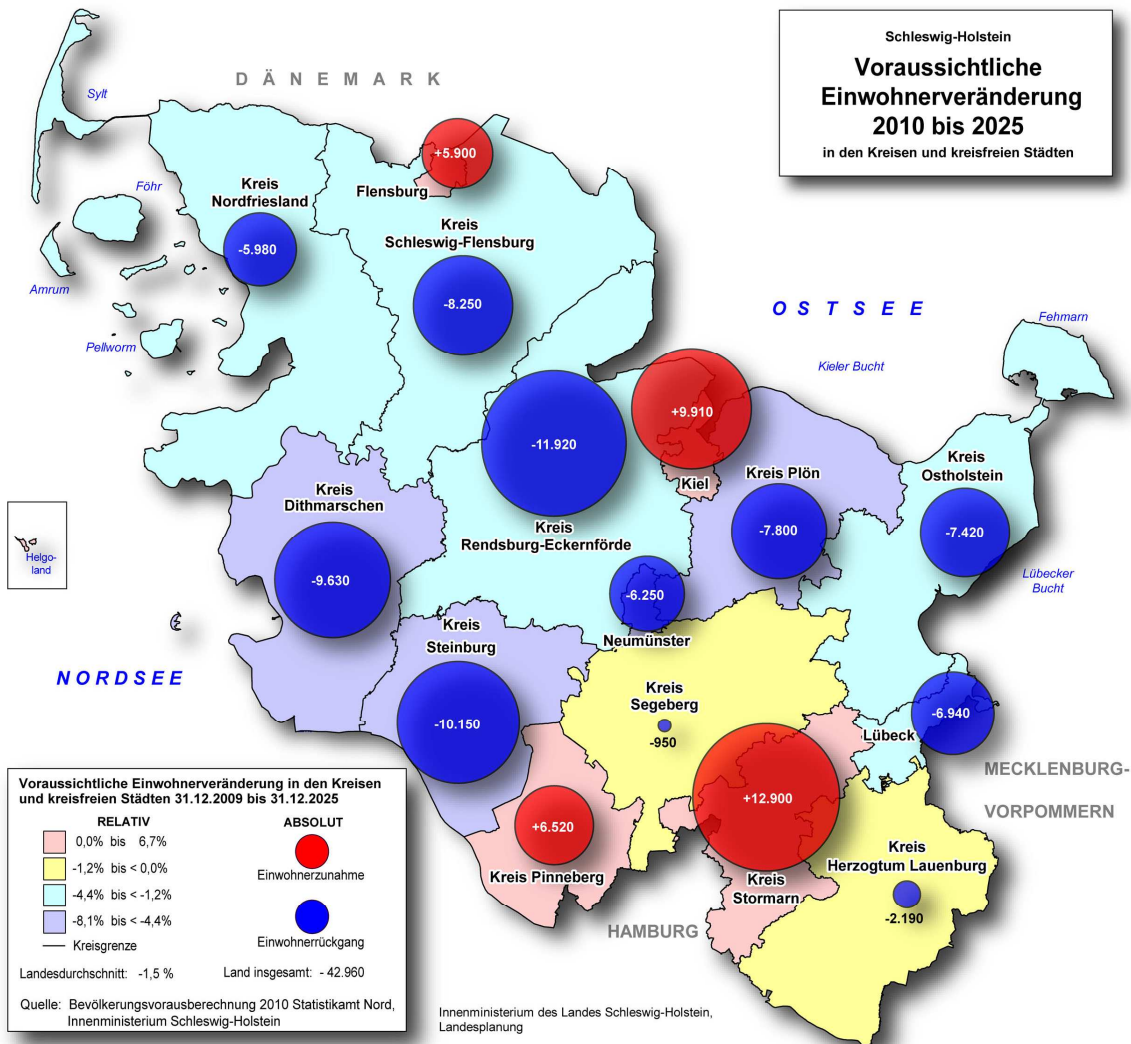 Schleswig-Holstein
Voraussichtliche
Einwohnerveränderung
2010 bis 2025
in den Kreisen und kreisfreien Städten
DÄNEMARK
Sylt
Föhr
Amrum
Pellworm
Kreis
Nordfriesland
-5.980
+5.900
Flensburg
Kreis
Schleswig-Flensburg
-8.250
OSTSEE
Kieler Bucht
Fehmarn
-11.920
Kreis
Rendsburg-Eckernförde
+9.910
Kiel
Kreis Plön
-7.800
Kreis
Ostholstein
-7.420
Lübecker
Bucht
Kreis
Dithmarschen
-9.630
Helgo-
land
NORDSEE
-6.250
Neumünster
Kreis
Steinburg
-10.150
Kreis
Segeberg
-950
-6.940
Lübeck
MECKLENBURG-
VORPOMMERN
+12.900
Kreis
Stormarn
+6.520
Kreis Pinneberg
Kreis
Herzogtum Lauenburg
-2.190
HAMBURG
Voraussichtliche Einwohnerveränderung in den Kreisen
und kreisfreien Städten 31.12.2009 bis 31.12.2025
RELATIV
0,0% bis 6,7%
-1,2% bis < 0,0%
-4,4% bis < -1,2%
-8,1% bis < -4,4%
Kreisgrenze
Landesdurchschnitt: -1,5 %
ABSOLUT
Einwohnerzunahme
Einwohnerrückgang
Land insgesamt: - 42.960
Quelle: Bevölkerungsvorausberechnung 2010 Statistikamt Nord,
Innenministerium Schleswig-Holstein
Innenministerium des Landes Schleswig-Holstein,
Landesplanung